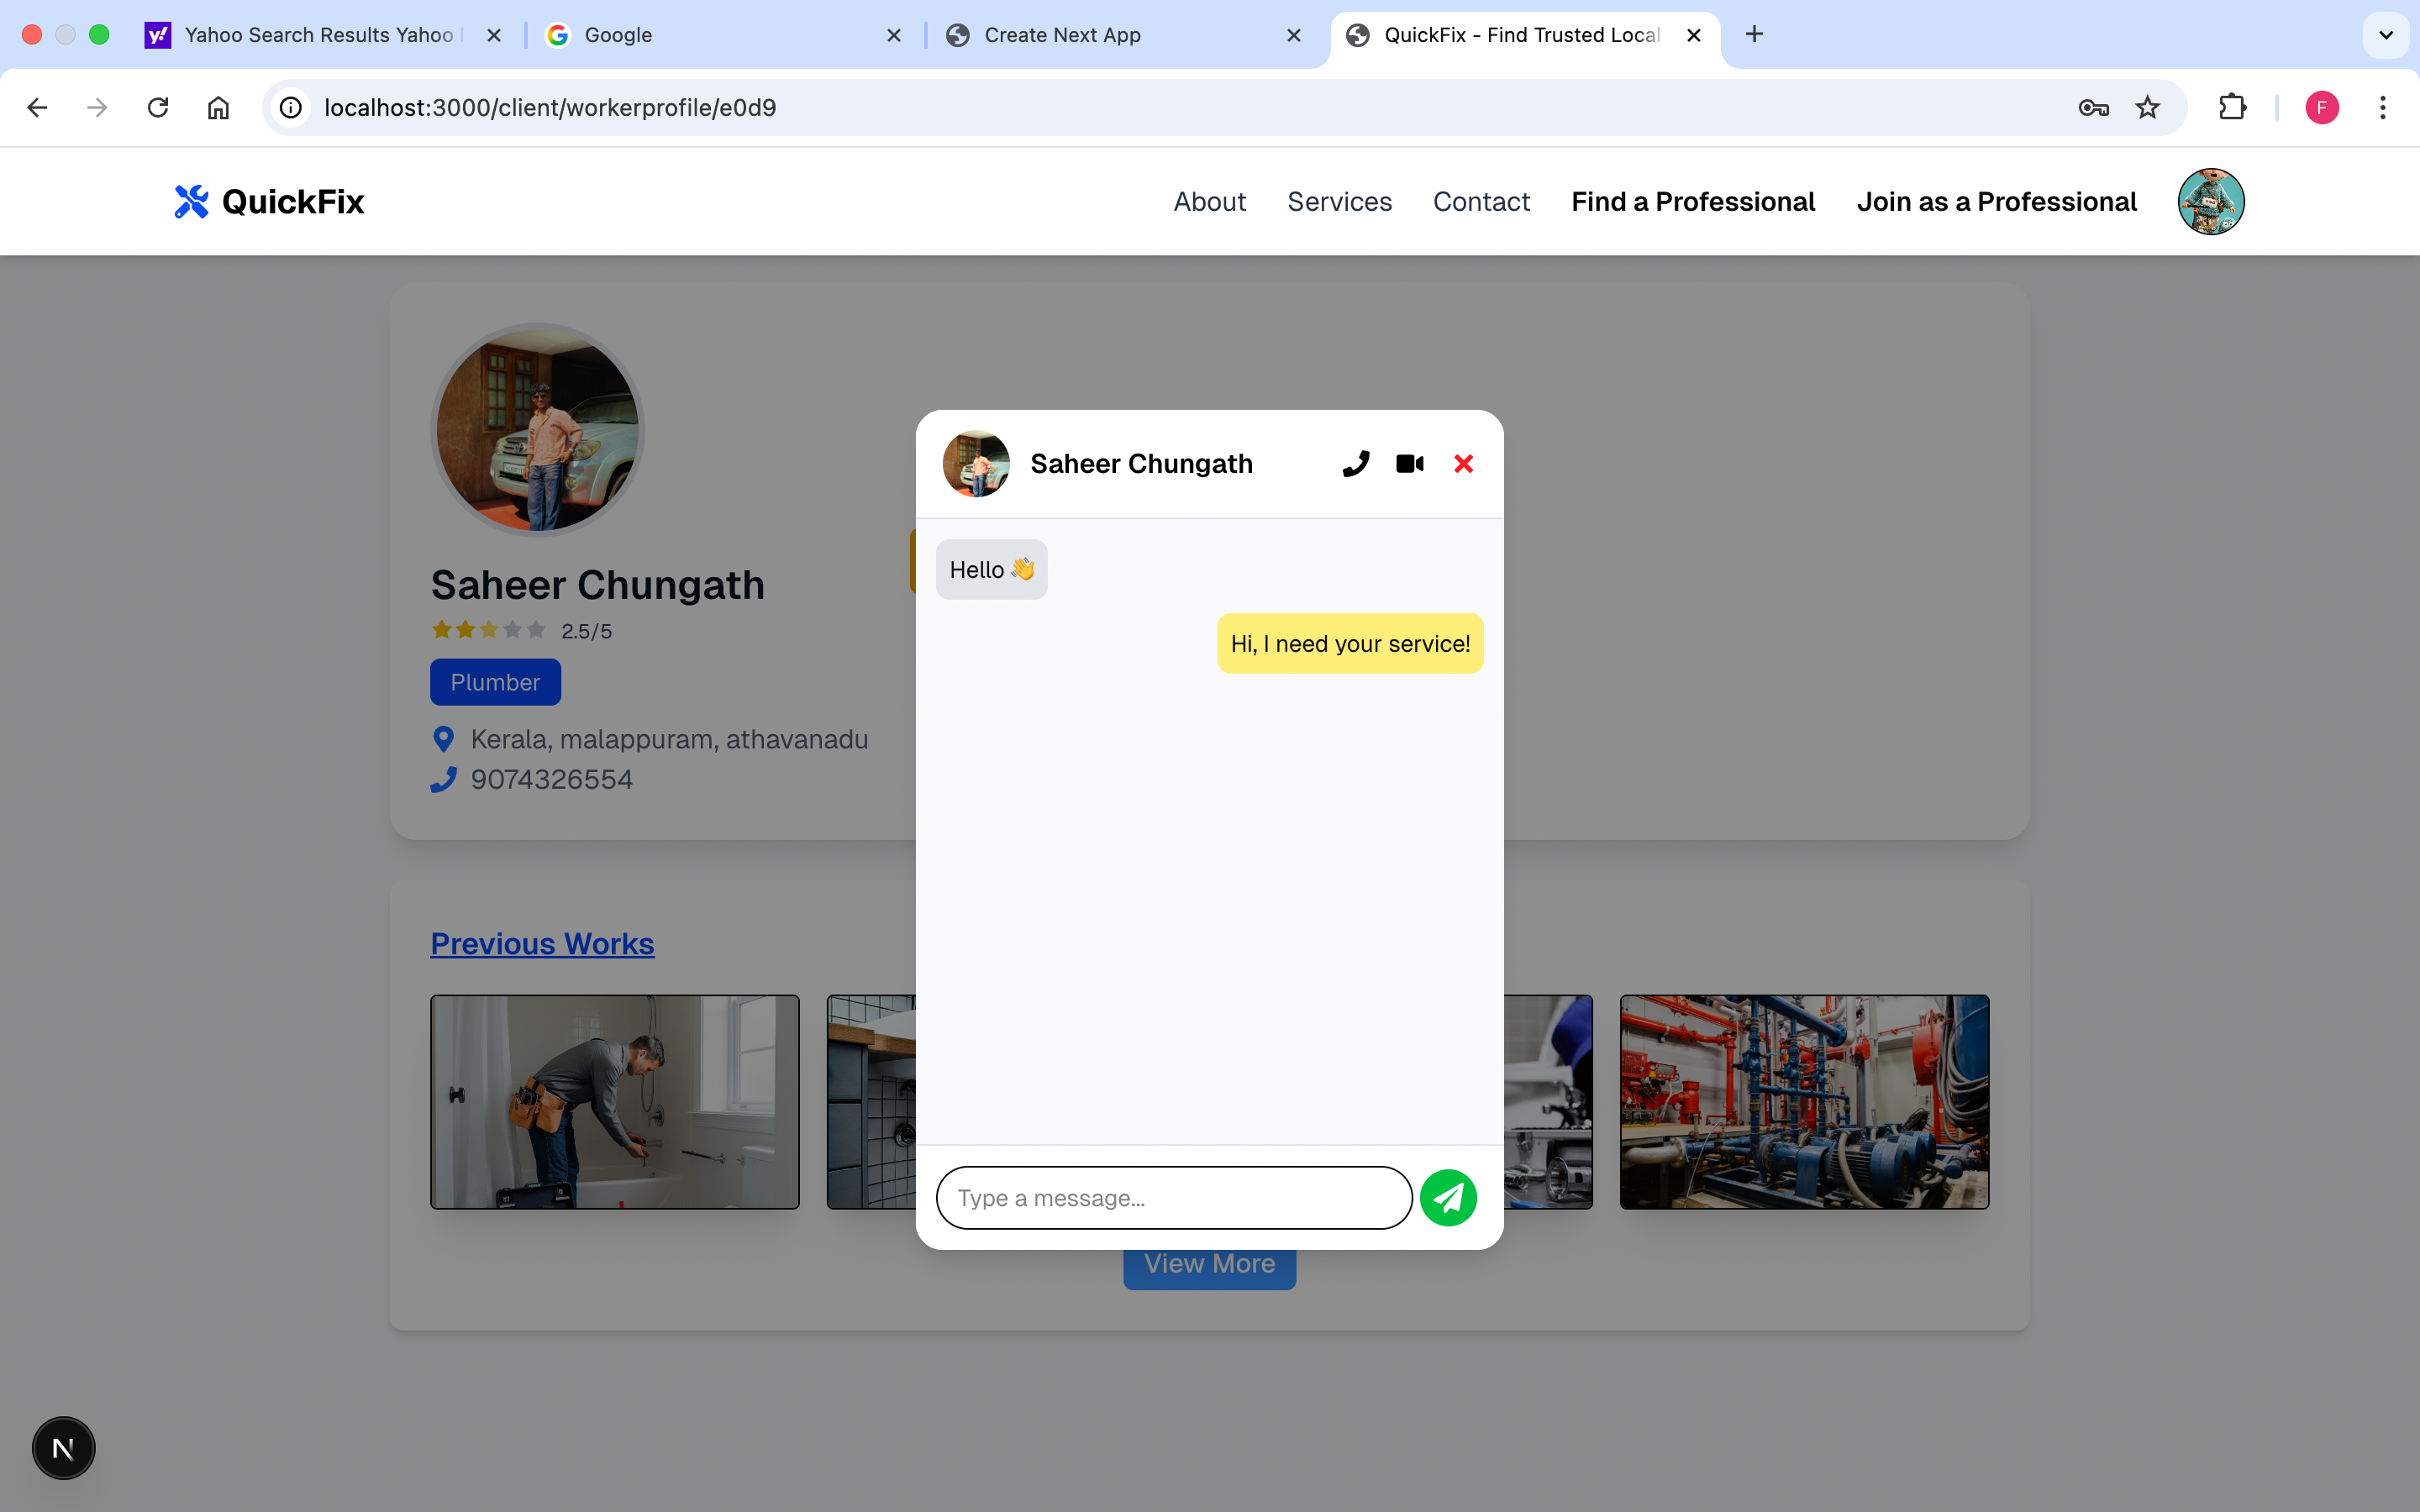 Yahoo Search Results Yahoo
Google
Create Next App
QuickFix - Find Trusted Local
localhost:3000/client/workerprofile/e0d9
F
QuickFix
About
Services
Contact
Find a Professional
Join as a Professional
Saheer Chungath
2.5/5
Plumber
Kerala, malappuram, athavanadu
9074326554
Saheer Chungath
Hello 👋
Hi, I need your service!
Type a message...
Previous Works
View More
N